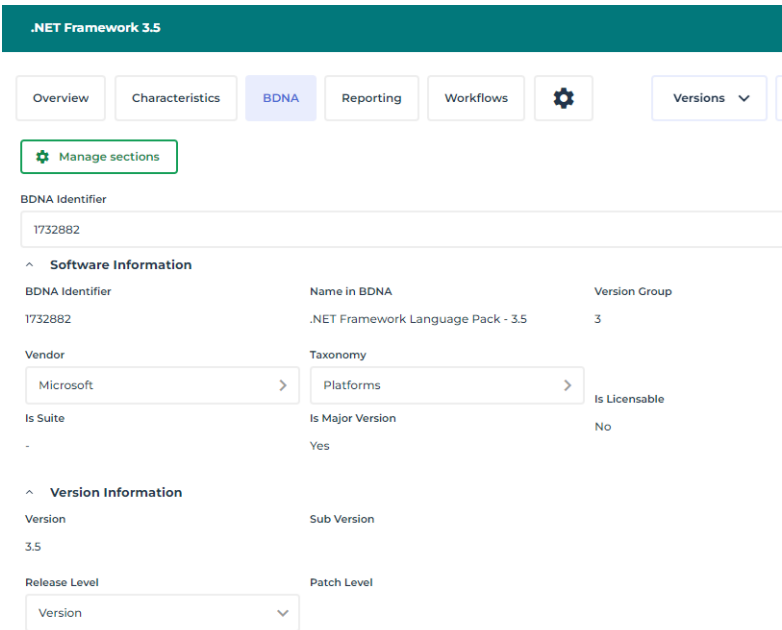 .NET Framework 3.5
Overview Characteristics BDNA Reporting Workflows Versions
Manage sections
BDNA Identifier
1732882
Software Information
BDNA Identifier Name in BDNA Version Group
1732882 .NET Framework Language Pack - 3.5 3
Vendor Taxonomy
Microsoft Platforms
Is Licensable
Is Suite Is Major Version
No
- Yes
Version Information
Version Sub Version
3.5
Release Level Patch Level
Version